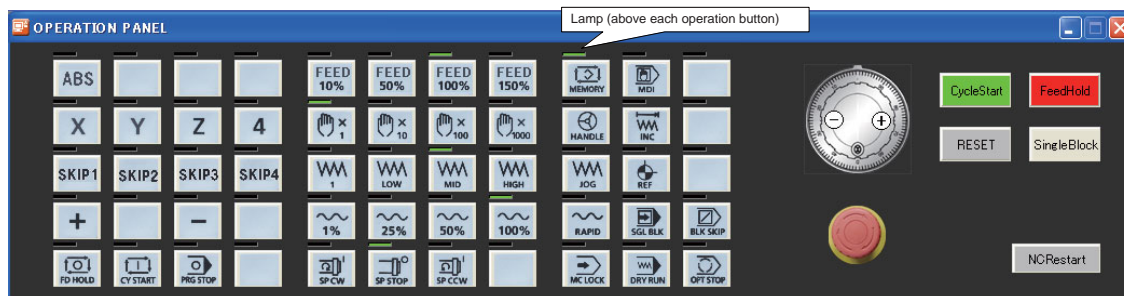 Lamp (above each operation button)
OPERATION PANEL
ABS FEED 10% FEED 50% FEED 100% FEED 150% MEMORY MDI
X Y Z 4 × 1 × 10 × 100 × 1000 HANDLE INC
SKIP1 SKIP2 SKIP3 SKIP4 1 LOW MID HIGH JOG REF
+ − 1% 25% 50% 100% RAPID SGL BLK BLK SKIP
FD HOLD CY START PRG STOP SP CW SP STOP SP CCW MC LOCK DRY RUN OPT STOP
− +
CycleStart FeedHold
RESET SingleBlock
NCRestart